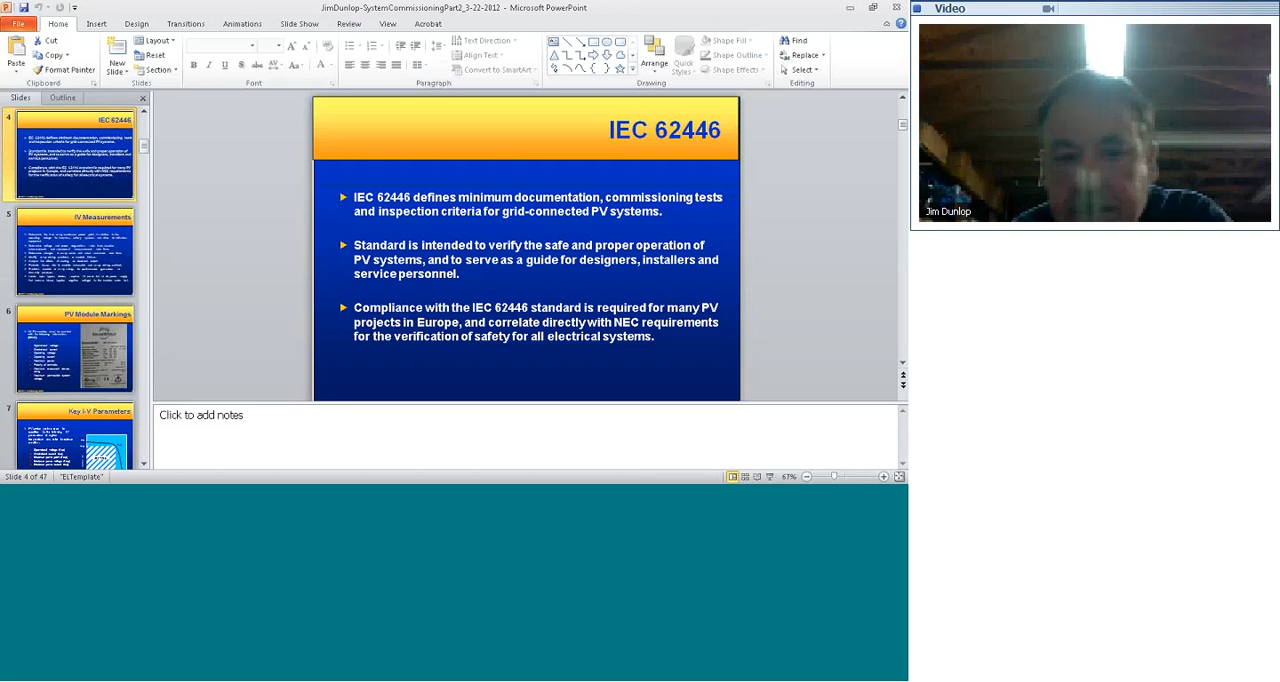 JimDunlop-SystemCommissioningPart2_3-22-2012 - Microsoft PowerPoint
File Home Insert Design Transitions Animations Slide Show Review View Acrobat
Paste
Cut
Copy
Format Painter
Clipboard
New Slide
Layout
Reset
Section
Slides
Font
Paragraph
Text Direction
Align Text
Convert to SmartArt
Arrange
Quick Styles
Shape Fill
Shape Outline
Shape Effects
Drawing
Find
Replace
Select
Editing
Slides Outline
4
IEC 62446
5
IV Measurements
6
PV Module Markings
7
Key I-V Parameters
IEC 62446
IEC 62446 defines minimum documentation, commissioning tests
and inspection criteria for grid-connected PV systems.
Standard is intended to verify the safe and proper operation of
PV systems, and to serve as a guide for designers, installers and
service personnel.
Compliance with the IEC 62446 standard is required for many PV
projects in Europe, and correlate directly with NEC requirements
for the verification of safety for all electrical systems.
Click to add notes
Slide 4 of 47 "ELTemplate" 67%
Video
Jim Dunlop